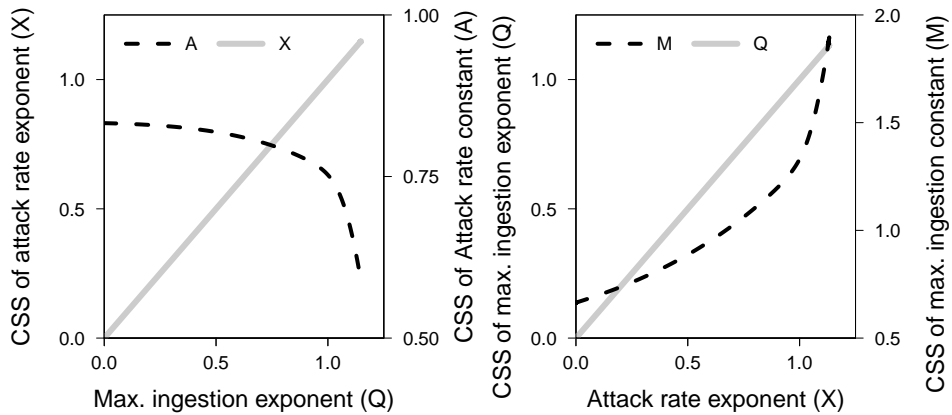 CSS of attack rate exponent (X)
1.0
0.5
0.0
A
X
1.00
0.75
0.50
CSS of Attack rate constant (A)
0.0
0.5
1.0
Max. ingestion exponent (Q)
CSS of max. ingestion exponent (Q)
1.0
0.5
0.0
M
Q
2.0
1.5
1.0
0.5
CSS of max. ingestion constant (M)
0.0
0.5
1.0
Attack rate exponent (X)